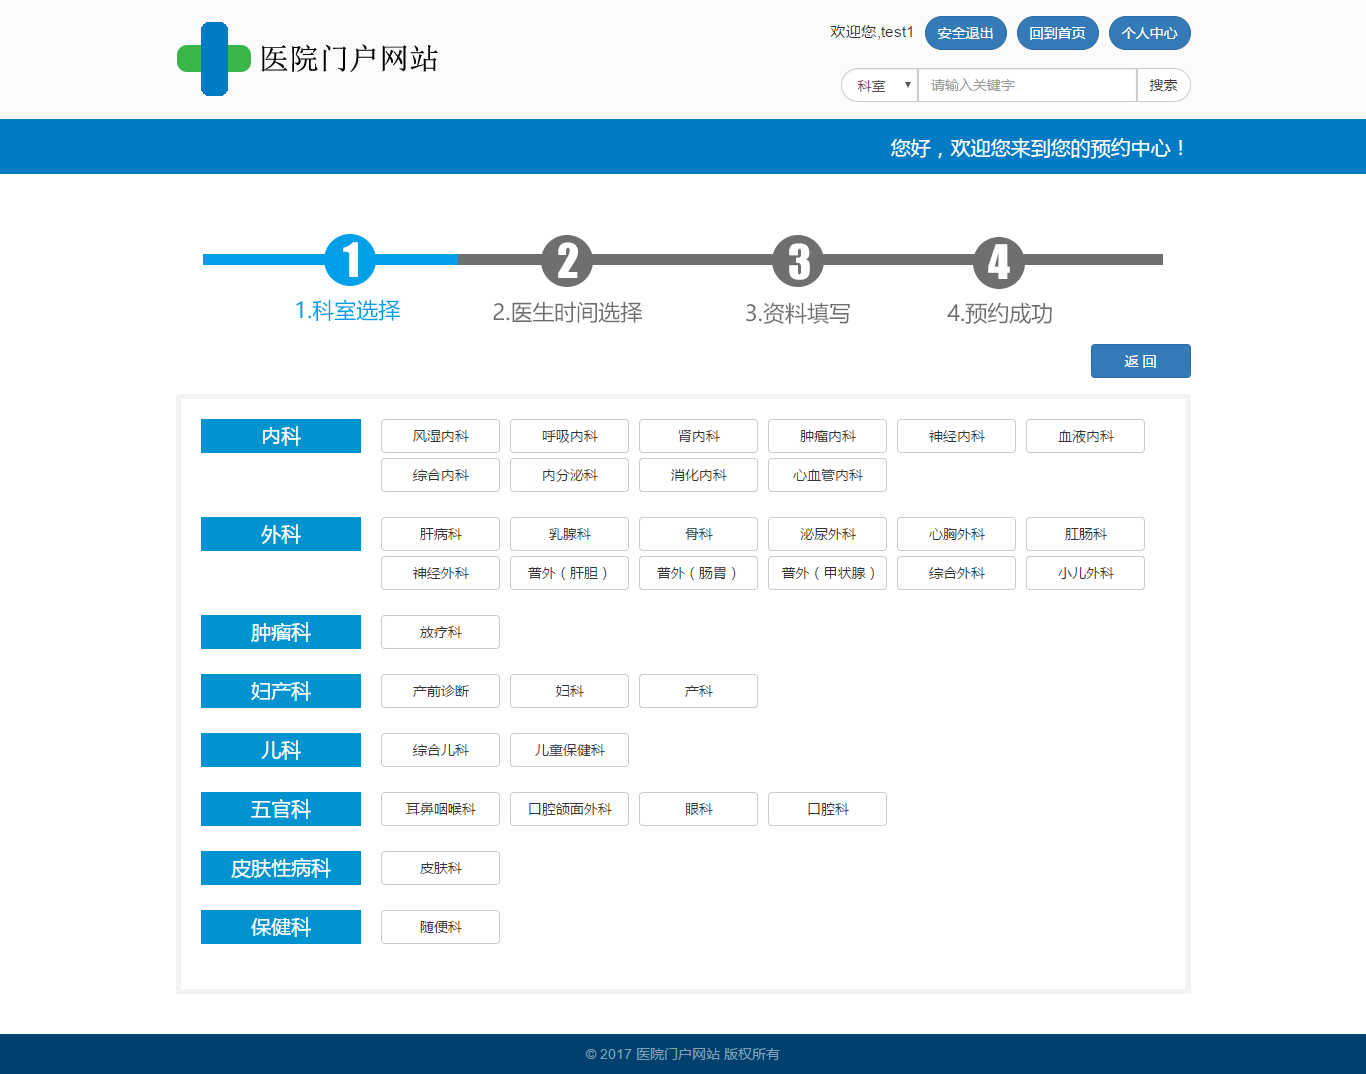 医院门户网站
欢迎您,test1 安全退出 回到首页 个人中心
科室 请输入关键字 搜索
您好，欢迎您来到您的预约中心！
1 2 3 4
1.科室选择 2.医生时间选择 3.资料填写 4.预约成功
返 回
内科 风湿内科 呼吸内科 肾内科 肿瘤内科 神经内科 血液内科
综合内科 内分泌科 消化内科 心血管内科
外科 肝病科 乳腺科 骨科 泌尿外科 心胸外科 肛肠科
神经外科 普外（肝胆） 普外（肠胃） 普外（甲状腺） 综合外科 小儿外科
肿瘤科 放疗科
妇产科 产前诊断 妇科 产科
儿科 综合儿科 儿童保健科
五官科 耳鼻咽喉科 口腔颌面外科 眼科 口腔科
皮肤性病科 皮肤科
保健科 随便科
© 2017 医院门户网站 版权所有